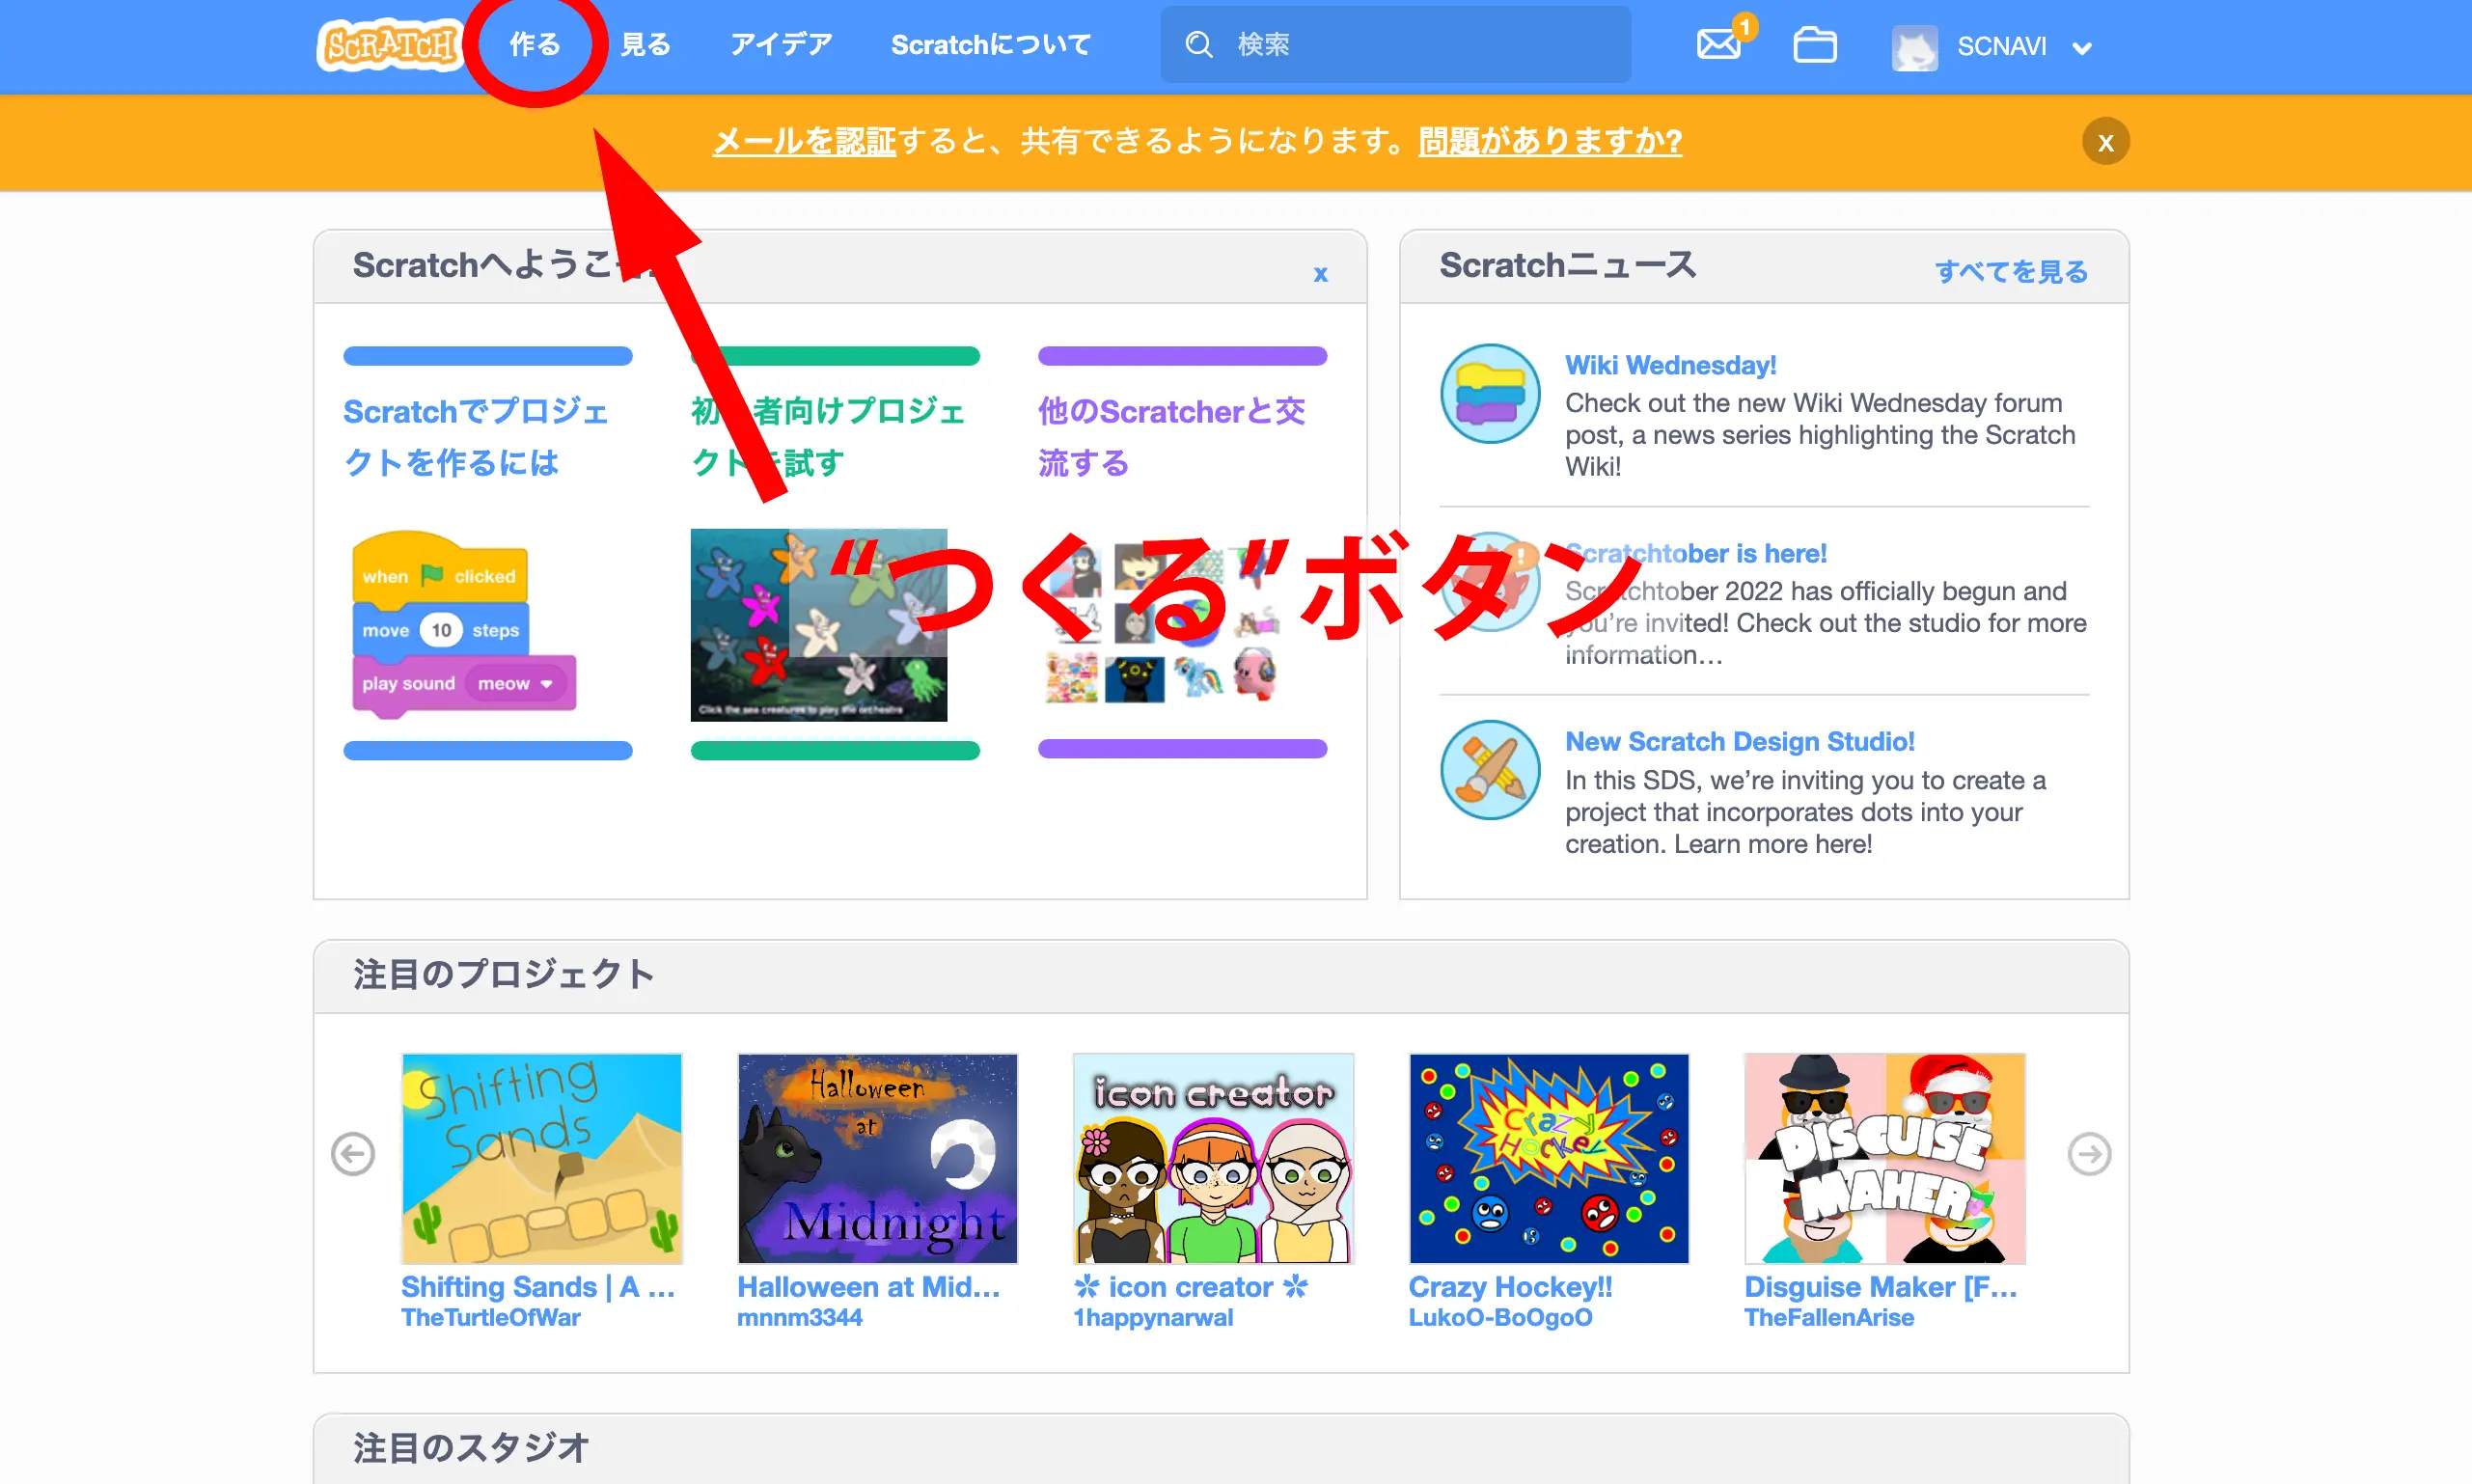 SCRATCH 作る 見る アイデア Scratchについて 検索 1 SCNAVI
メールを認証すると、共有できるようになります。問題がありますか? x
Scratchへようこそ x
Scratchでプロジェ
クトを作るには
初 者向けプロジェ
クト 試す
他のScratcherと交
流する
when clicked
move 10 steps
play sound meow
Click the sea creatures to play the orchestra
“つくる”ボタン
Scratchニュース すべてを見る
Wiki Wednesday!
Check out the new Wiki Wednesday forum
post, a news series highlighting the Scratch
Wiki!
Scratchtober is here!
Scratchtober 2022 has officially begun and
you’re invited! Check out the studio for more
information…
New Scratch Design Studio!
In this SDS, we’re inviting you to create a
project that incorporates dots into your
creation. Learn more here!
注目のプロジェクト
Shifting
Sands
Shifting Sands | A ...
TheTurtleOfWar
Halloween
at
Midnight
Halloween at Mid...
mnnm3344
icon creator
✲ icon creator ✲
1happynarwal
Crazy
Hockey
Crazy Hockey!!
LukoO-BoOgoO
DISGUISE
MAKER
Disguise Maker [F...
TheFallenArise
注目のスタジオ